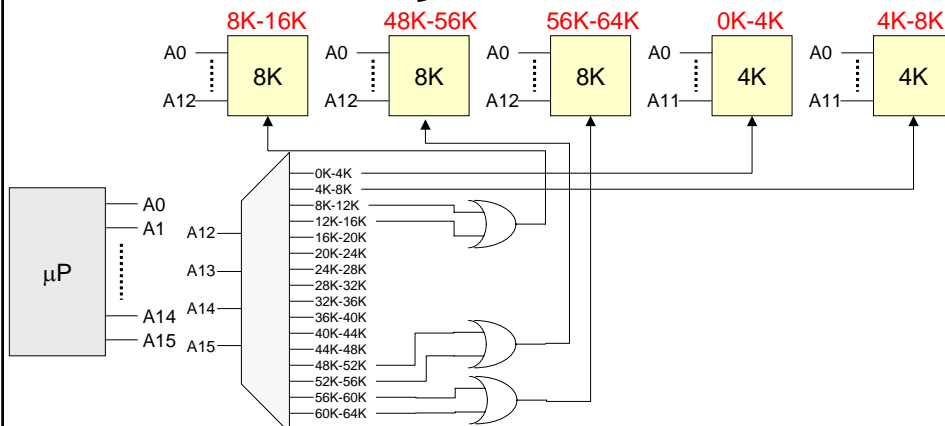 8K-16K 48K-56K 56K-64K 0K-4K 4K-8K
A0 A0 A0 A0 A0
8K 8K 8K 4K 4K
A12 A12 A12 A11 A11
0K-4K
4K-8K
8K-12K
12K-16K
16K-20K
20K-24K
24K-28K
28K-32K
32K-36K
36K-40K
40K-44K
44K-48K
48K-52K
52K-56K
56K-60K
60K-64K
A12
A13
A14
A15
μP
A0
A1
A14
A15